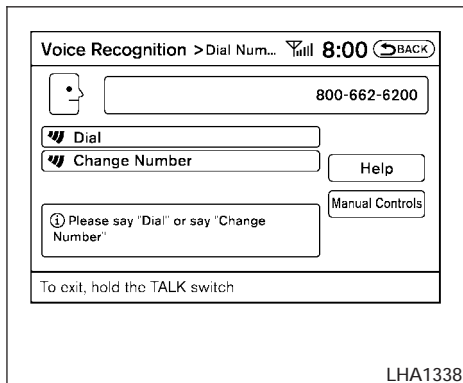 Voice Recognition > Dial Num... 8:00 BACK
800-662-6200
Dial
Change Number
Help
Manual Controls
Please say "Dial" or say "Change
Number"
To exit, hold the TALK switch
LHA1338